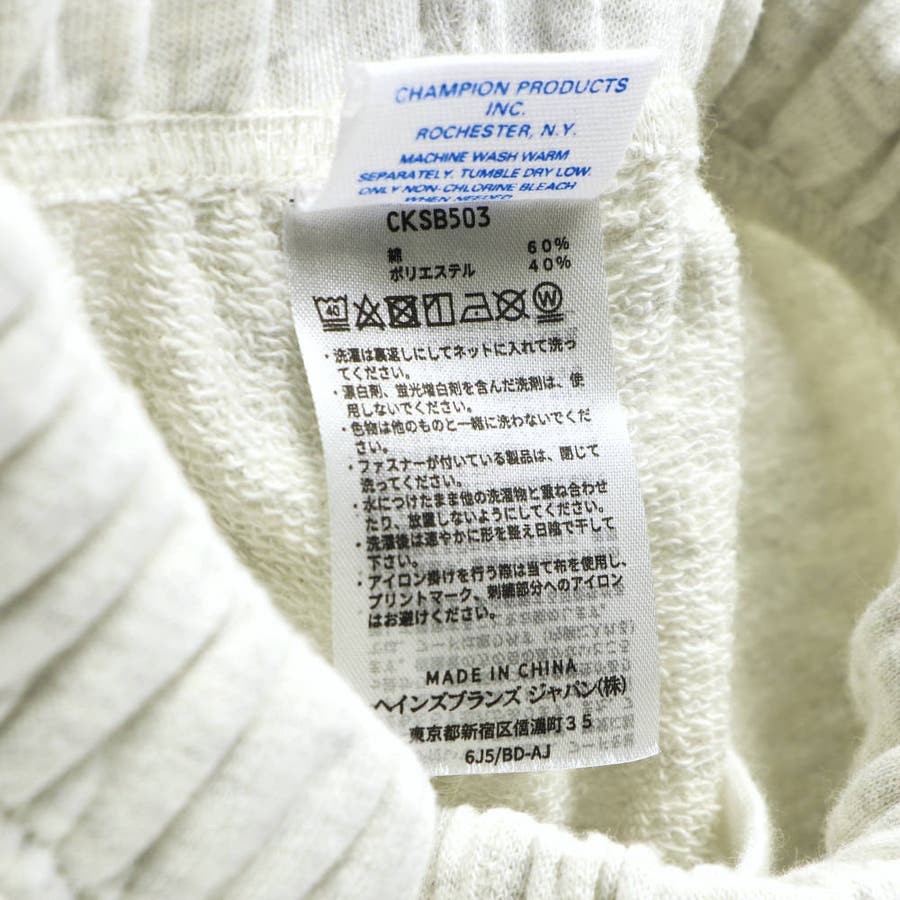 CHAMPION PRODUCTS
INC.
ROCHESTER, N.Y.
MACHINE WASH WARM
SEPARATELY. TUMBLE DRY LOW.
ONLY NON-CHLORINE BLEACH
WHEN NEEDED
CKSB503
綿 60%
ポリエステル 40%
40
W
・洗濯は裏返しにしてネットに入れて洗っ
てください。
・漂白剤、蛍光増白剤を含んだ洗剤は、使
用しないでください。
・色物は他のものと一緒に洗わないでくだ
さい。
・ファスナーが付いている製品は、閉じて
洗ってください。
・水につけたまま他の洗濯物と重ね合わせ
たり、放置しないようにしてください。
・洗濯後は速やかに形を整え日陰で干して
下さい。
・アイロン掛けを行う際は当て布を使用し、
プリントマーク、刺繍部分へのアイロン
はお避けください。
MADE IN CHINA
ヘインズブランズ ジャパン(株)
東京都新宿区信濃町35
6J5/BD-AJ